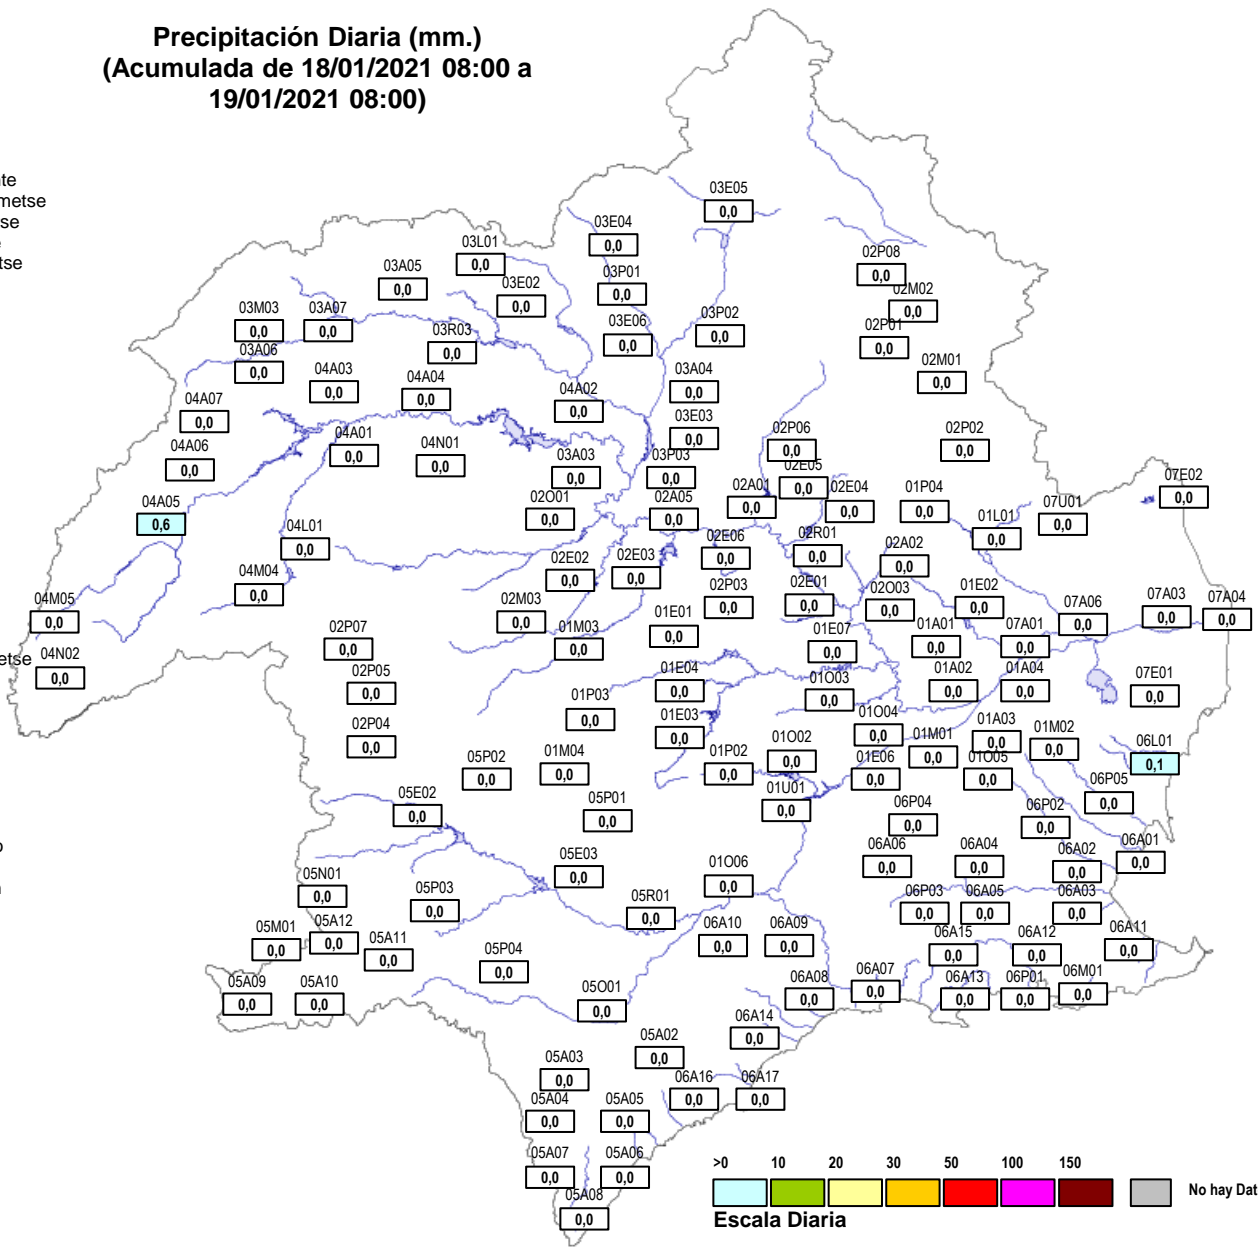 Precipitación Diaria (mm.)
(Acumulada de 18/01/2021 08:00 a
19/01/2021 08:00)
te
metse
se
tse
03E05
0,0
03E04
0,0
03L01
0,0
02P08
0,0
03A05
0,0
03P01
0,0
03E02
0,0
02M02
0,0
03M03
0,0
03A07
0,0
03P02
0,0
03E06
0,0
02P01
0,0
03R03
0,0
03A06
0,0
02M01
0,0
04A03
0,0
04A04
0,0
03A04
0,0
04A02
0,0
04A07
0,0
03E03
0,0
02P06
0,0
02P02
0,0
04A01
0,0
04A06
0,0
04N01
0,0
03A03
0,0
03P03
0,0
02E05
0,0
07E02
0,0
02A01
0,0
02E04
0,0
01P04
0,0
04A05
0,6
02O01
0,0
02A05
0,0
07U01
0,0
01L01
0,0
04L01
0,0
02E06
0,0
02R01
0,0
02A02
0,0
02E02
0,0
02E03
0,0
04M04
0,0
02P03
0,0
02E01
0,0
02O03
0,0
01E02
0,0
07A03
0,0
07A04
0,0
04M05
0,0
02M03
0,0
07A06
0,0
01E01
0,0
02P07
0,0
01M03
0,0
01E07
0,0
01A01
0,0
07A01
0,0
etse
04N02
0,0
02P05
0,0
01E04
0,0
01O03
0,0
01A02
0,0
01A04
0,0
07E01
0,0
01P03
0,0
02P04
0,0
01E03
0,0
01O04
0,0
01A03
0,0
01M02
0,0
01M01
0,0
06L01
0,1
05P02
0,0
01M04
0,0
01P02
0,0
01O02
0,0
01E06
0,0
01O05
0,0
05E02
0,0
05P01
0,0
01U01
0,0
06P05
0,0
06P04
0,0
06P02
0,0
o
05E03
0,0
06A06
0,0
06A04
0,0
06A02
0,0
06A01
0,0
05N01
0,0
01O06
0,0
05P03
0,0
05R01
0,0
06P03
0,0
06A05
0,0
06A03
0,0
05M01
0,0
05A12
0,0
05A11
0,0
06A10
0,0
06A09
0,0
06A15
0,0
06A12
0,0
06A11
0,0
05P04
0,0
05A09
0,0
05A10
0,0
05O01
0,0
06A08
0,0
06A07
0,0
06A13
0,0
06P01
0,0
06M01
0,0
06A14
0,0
05A02
0,0
05A03
0,0
06A16
0,0
06A17
0,0
05A04
0,0
05A05
0,0
05A07
0,0
05A06
0,0
05A08
0,0
>0 10 20 30 50 100 150
No hay Dat
Escala Diaria